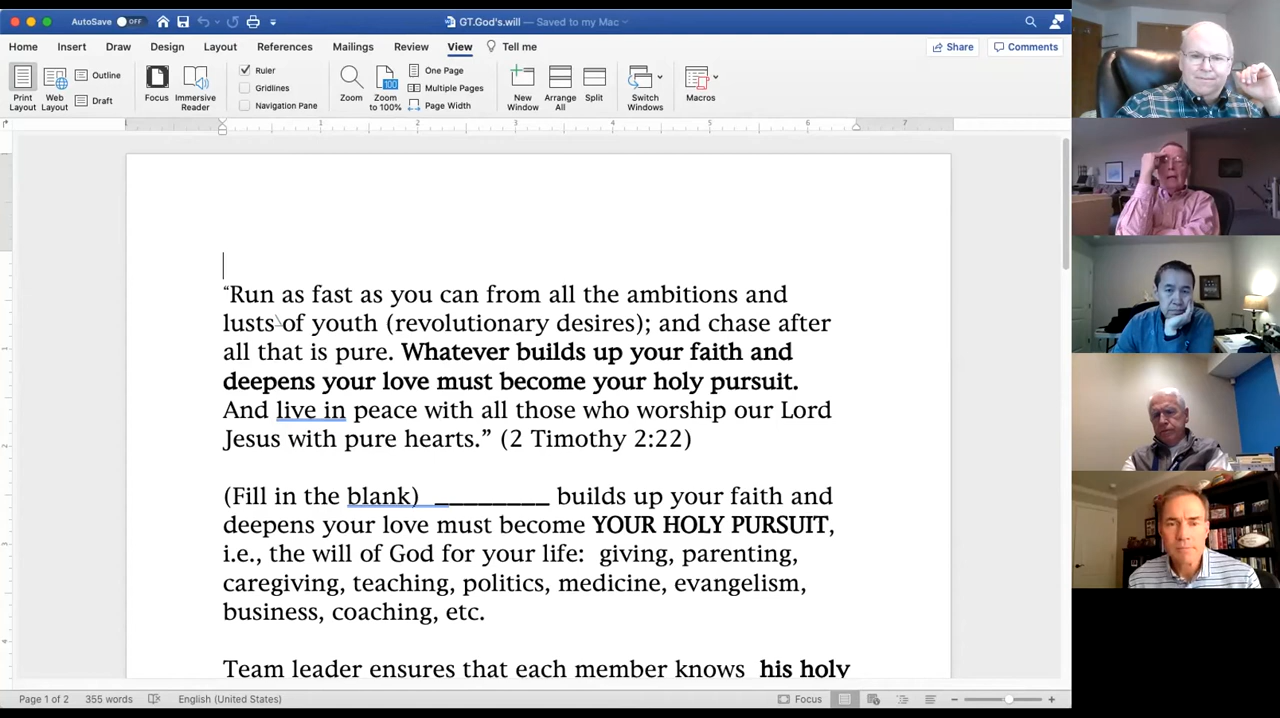 AutoSave OFF GT.God's.will — Saved to my Mac
Home Insert Draw Design Layout References Mailings Review View Tell me Share Comments
Print Layout Web Layout Outline Draft Focus Immersive Reader Ruler Gridlines Navigation Pane Zoom Zoom to 100% One Page Multiple Pages Page Width New Window Arrange All Split Switch Windows Macros
1 2 3 4 5 6 7
“Run as fast as you can from all the ambitions and
lusts of youth (revolutionary desires); and chase after
all that is pure. Whatever builds up your faith and
deepens your love must become your holy pursuit.
And live in peace with all those who worship our Lord
Jesus with pure hearts.” (2 Timothy 2:22)
(Fill in the blank) ________ builds up your faith and
deepens your love must become YOUR HOLY PURSUIT,
i.e., the will of God for your life: giving, parenting,
caregiving, teaching, politics, medicine, evangelism,
business, coaching, etc.
Team leader ensures that each member knows his holy
Page 1 of 2 355 words English (United States) Focus